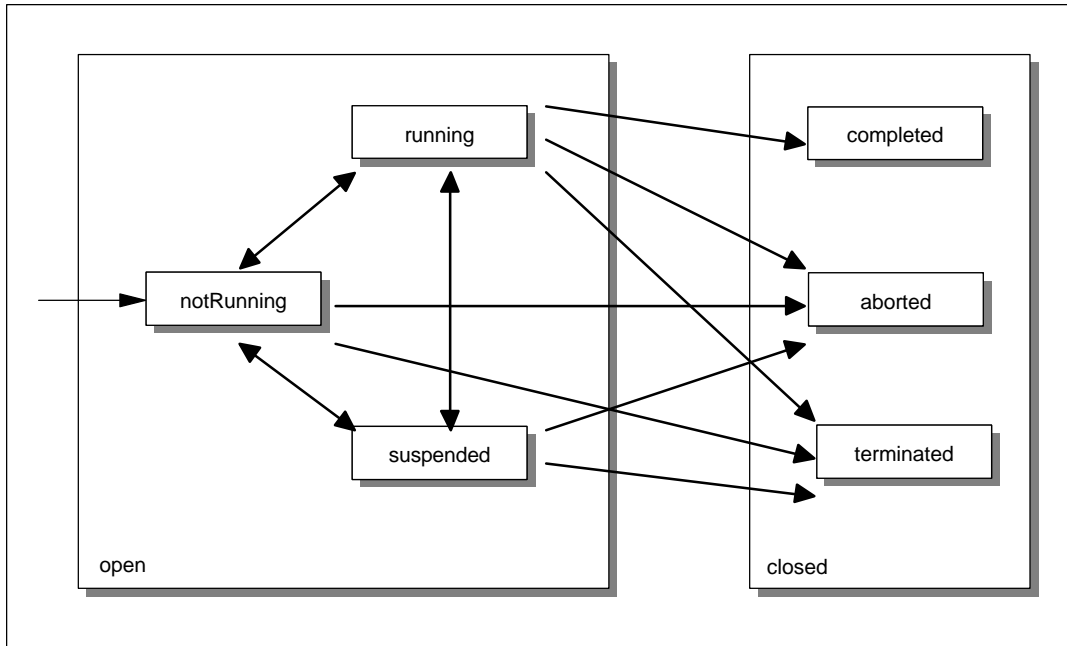 running
completed
notRunning
aborted
suspended
terminated
open
closed